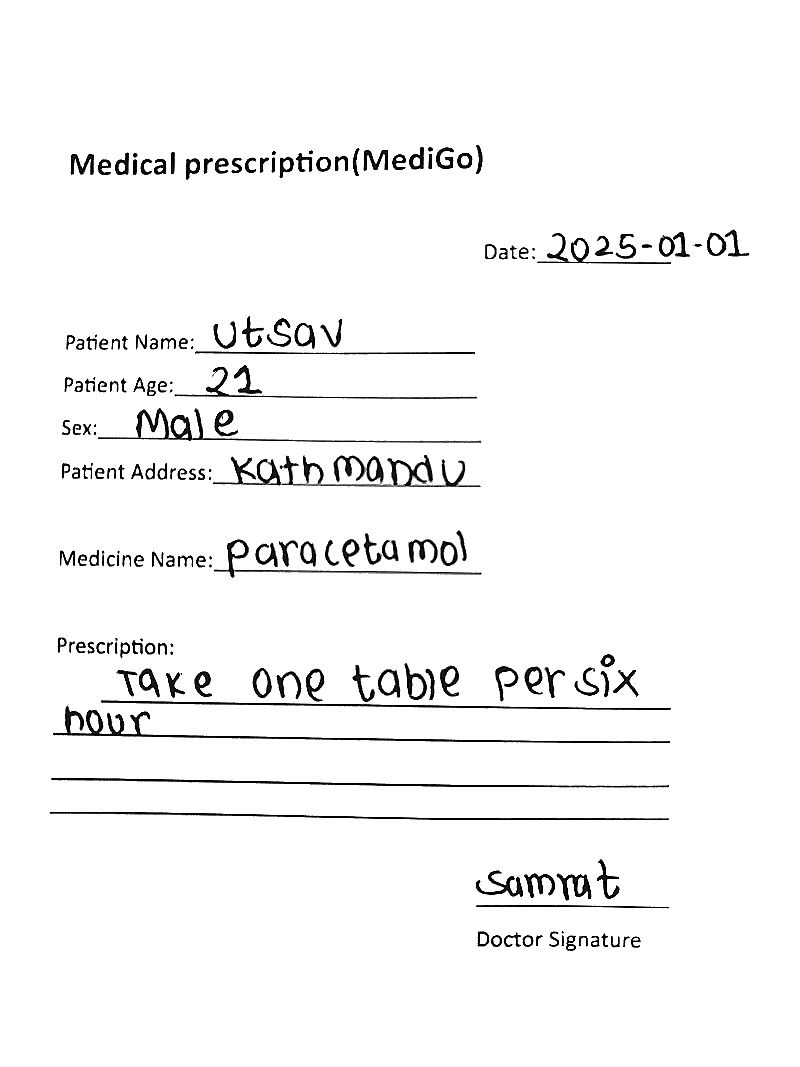 Medical prescription(MediGo)
Date: 2025-01-01
Patient Name: Utsav
Patient Age: 21
Sex: Male
Patient Address: Kathmandu
Medicine Name: paracetamol
Prescription:
Take one table per six
hour
Samrat
Doctor Signature